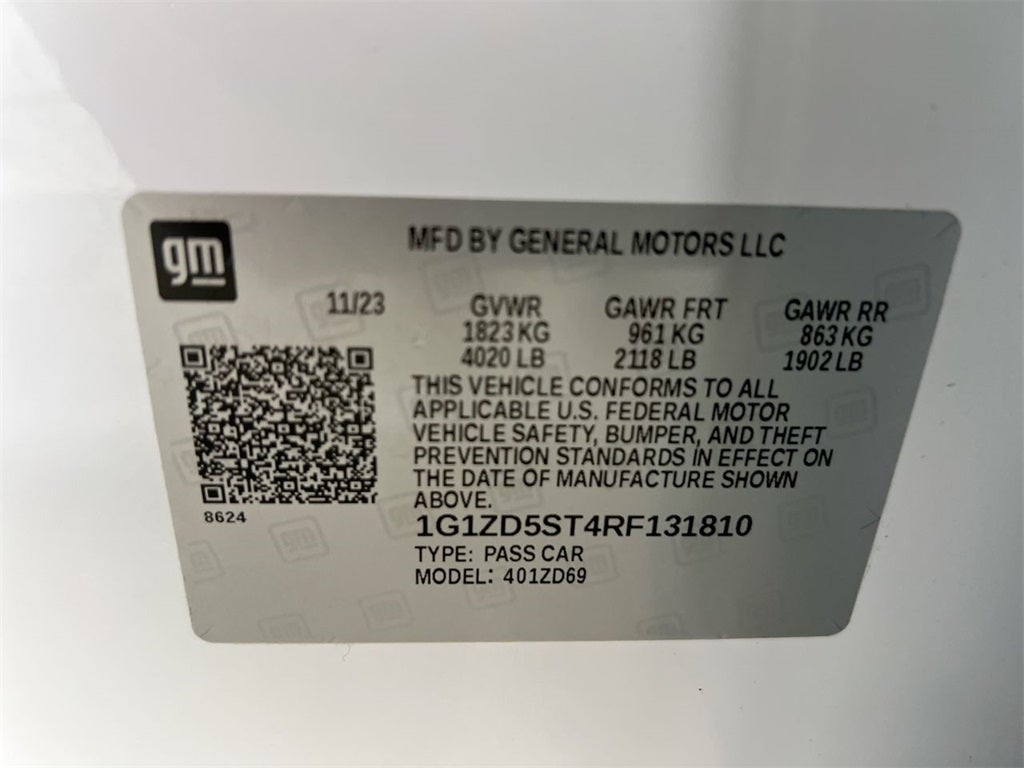 gm
MFD BY GENERAL MOTORS LLC
11/23 GVWR GAWR FRT GAWR RR
1823 KG 961 KG 863 KG
4020 LB 2118 LB 1902 LB
THIS VEHICLE CONFORMS TO ALL
APPLICABLE U.S. FEDERAL MOTOR
VEHICLE SAFETY, BUMPER, AND THEFT
PREVENTION STANDARDS IN EFFECT ON
THE DATE OF MANUFACTURE SHOWN
ABOVE.
8624
1G1ZD5ST4RF131810
TYPE: PASS CAR
MODEL: 401ZD69